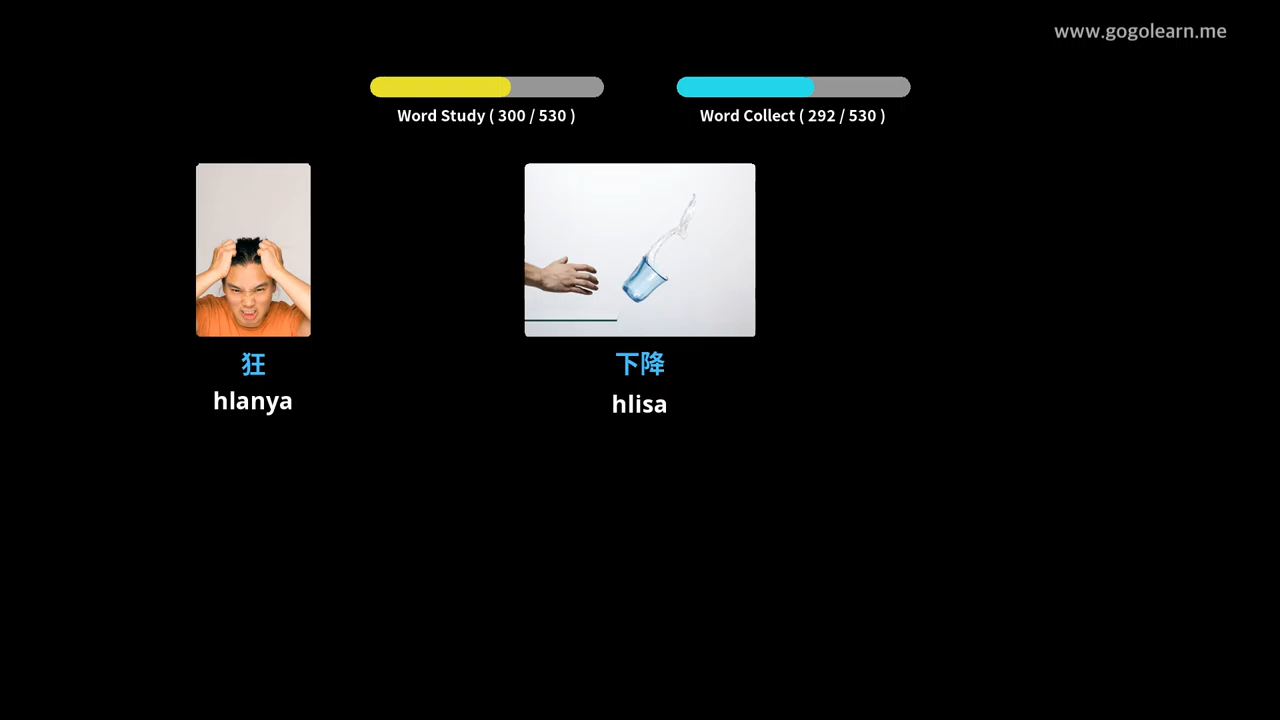 www.gogolearn.me
Word Study ( 300 / 530 )
Word Collect ( 292 / 530 )
狂
下降
hlanya
hlisa